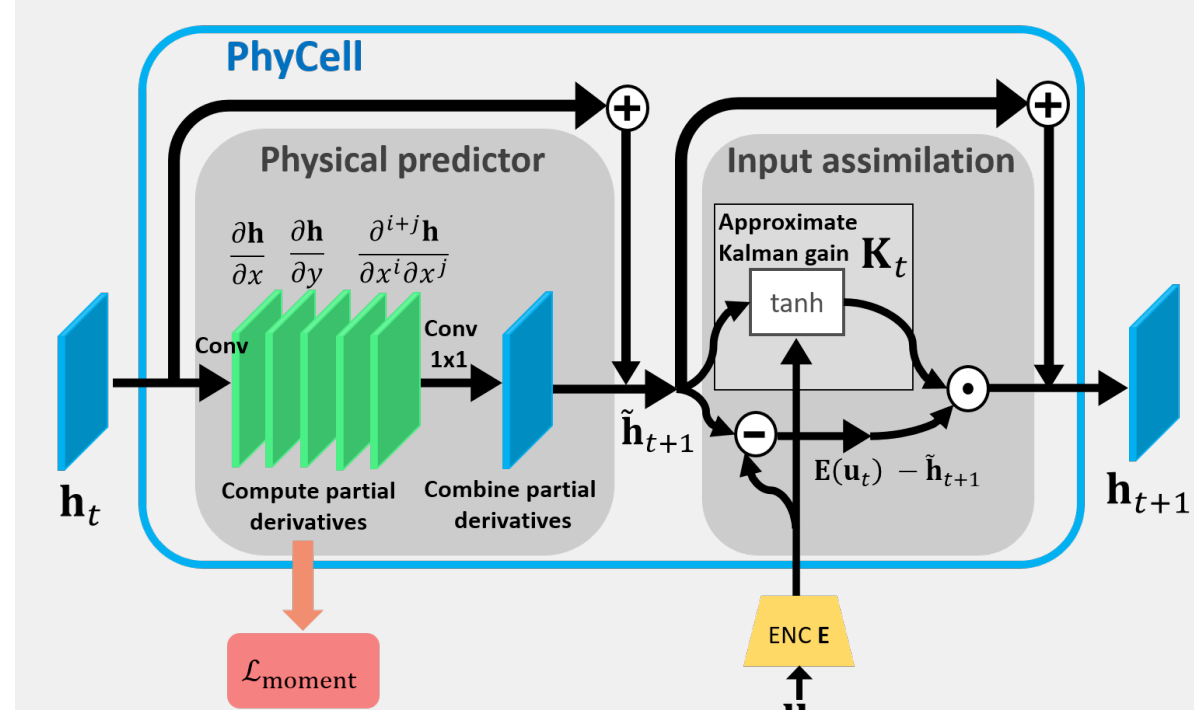 PhyCell
+
+
Physical predictor
Input assimilation
∂𝐡/∂x ∂𝐡/∂y ∂^{i+j}𝐡/∂x^i∂x^j
Approximate
Kalman gain 𝐊_t
tanh
Conv
Conv
1x1
h̃_{t+1}
−
𝐄(𝐮_t) − h̃_{t+1}
𝐡_t
𝐡_{t+1}
Compute partial
derivatives
Combine partial
derivatives
ENC E
ℒ_moment